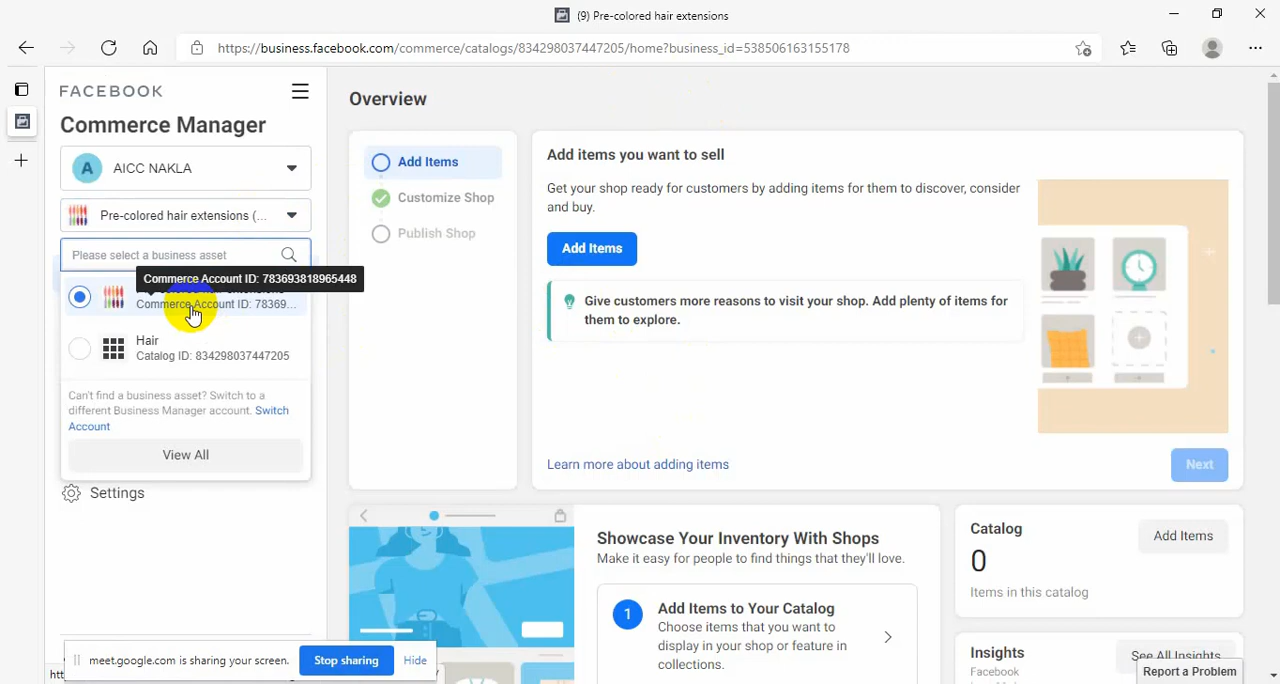 (9) Pre-colored hair extensions
https://business.facebook.com/commerce/catalogs/834298037447205/home?business_id=538506163155178
FACEBOOK
Commerce Manager
A AICC NAKLA
Pre-colored hair extensions (...
Please select a business asset
Commerce Account ID: 783693818965448
Commerce Account ID: 78369...
Hair
Catalog ID: 834298037447205
Can't find a business asset? Switch to a
different Business Manager account. Switch
Account
View All
Settings
meet.google.com is sharing your screen.
Stop sharing
Hide
Overview
Add Items
Customize Shop
Publish Shop
Add items you want to sell
Get your shop ready for customers by adding items for them to discover, consider
and buy.
Add Items
Give customers more reasons to visit your shop. Add plenty of items for
them to explore.
Learn more about adding items
Next
Showcase Your Inventory With Shops
Make it easy for people to find things that they'll love.
1
Add Items to Your Catalog
Choose items that you want to
display in your shop or feature in
collections.
Catalog
Add Items
0
Items in this catalog
Insights
See All Insights
Facebook
Report a Problem